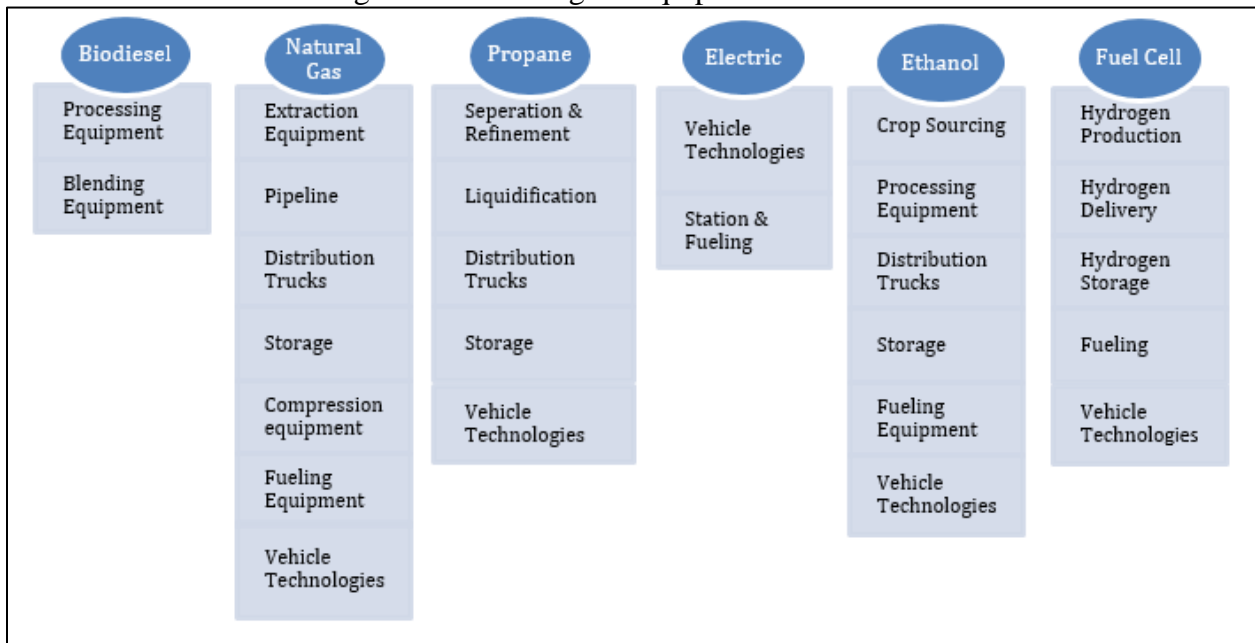 Biodiesel
Processing
Equipment
Blending
Equipment
Natural
Gas
Extraction
Equipment
Pipeline
Distribution
Trucks
Storage
Compression
equipment
Fueling
Equipment
Vehicle
Technologies
Propane
Seperation &
Refinement
Liquidification
Distribution
Trucks
Storage
Vehicle
Technologies
Electric
Vehicle
Technologies
Station &
Fueling
Ethanol
Crop Sourcing
Processing
Equipment
Distribution
Trucks
Storage
Fueling
Equipment
Vehicle
Technologies
Fuel Cell
Hydrogen
Production
Hydrogen
Delivery
Hydrogen
Storage
Fueling
Vehicle
Technologies